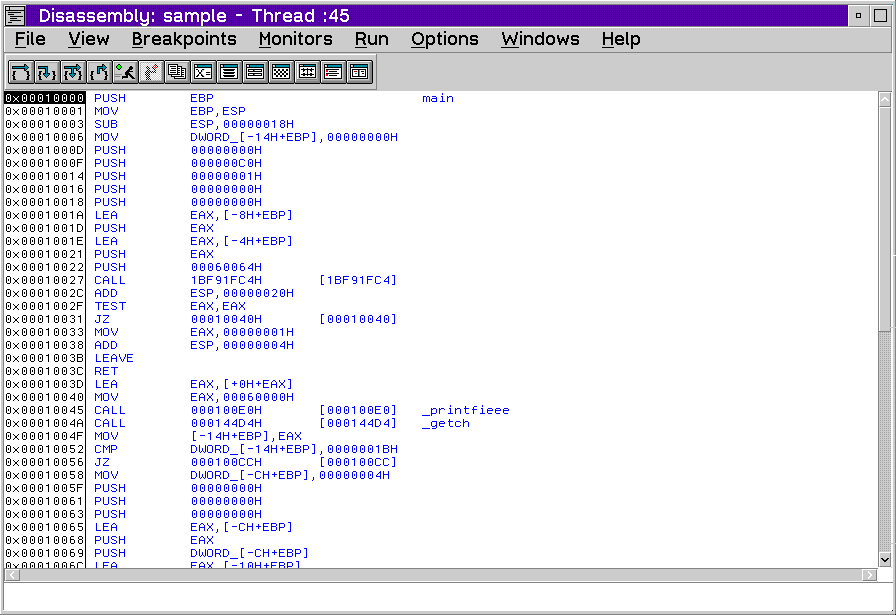 Disassembly: sample - Thread :45
File View Breakpoints Monitors Run Options Windows Help
0x00010000 PUSH EBP main
0x00010001 MOV EBP,ESP
0x00010003 SUB ESP,00000018H
0x00010006 MOV DWORD_[-14H+EBP],00000000H
0x0001000D PUSH 00000000H
0x0001000F PUSH 000000C0H
0x00010014 PUSH 00000001H
0x00010016 PUSH 00000000H
0x00010018 PUSH 00000000H
0x0001001A LEA EAX,[-8H+EBP]
0x0001001D PUSH EAX
0x0001001E LEA EAX,[-4H+EBP]
0x00010021 PUSH EAX
0x00010022 PUSH 00060064H
0x00010027 CALL 1BF91FC4H [1BF91FC4]
0x0001002C ADD ESP,00000020H
0x0001002F TEST EAX,EAX
0x00010031 JZ 00010040H [00010040]
0x00010033 MOV EAX,00000001H
0x00010038 ADD ESP,00000004H
0x0001003B LEAVE
0x0001003C RET
0x0001003D LEA EAX,[+0H+EAX]
0x00010040 MOV EAX,00060000H
0x00010045 CALL 000100E0H [000100E0] _printfieee
0x0001004A CALL 000144D4H [000144D4] _getch
0x0001004F MOV [-14H+EBP],EAX
0x00010052 CMP DWORD_[-14H+EBP],0000001BH
0x00010056 JZ 000100CCH [000100CC]
0x00010058 MOV DWORD_[-CH+EBP],00000004H
0x0001005F PUSH 00000000H
0x00010061 PUSH 00000000H
0x00010063 PUSH 00000000H
0x00010065 LEA EAX,[-CH+EBP]
0x00010068 PUSH EAX
0x00010069 PUSH DWORD_[-CH+EBP]
0x0001006C LEA EAX,[-10H+EBP]